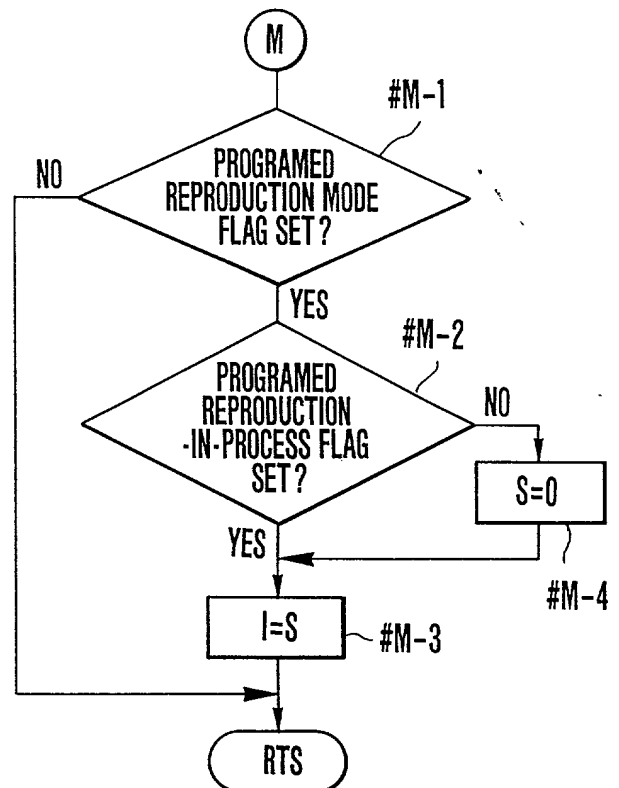 M
#M-1
NO
PROGRAMED
REPRODUCTION MODE
FLAG SET?
YES
#M-2
PROGRAMED
REPRODUCTION
-IN-PROCESS FLAG
SET?
NO
S=0
YES
#M-4
I=S
#M-3
RTS